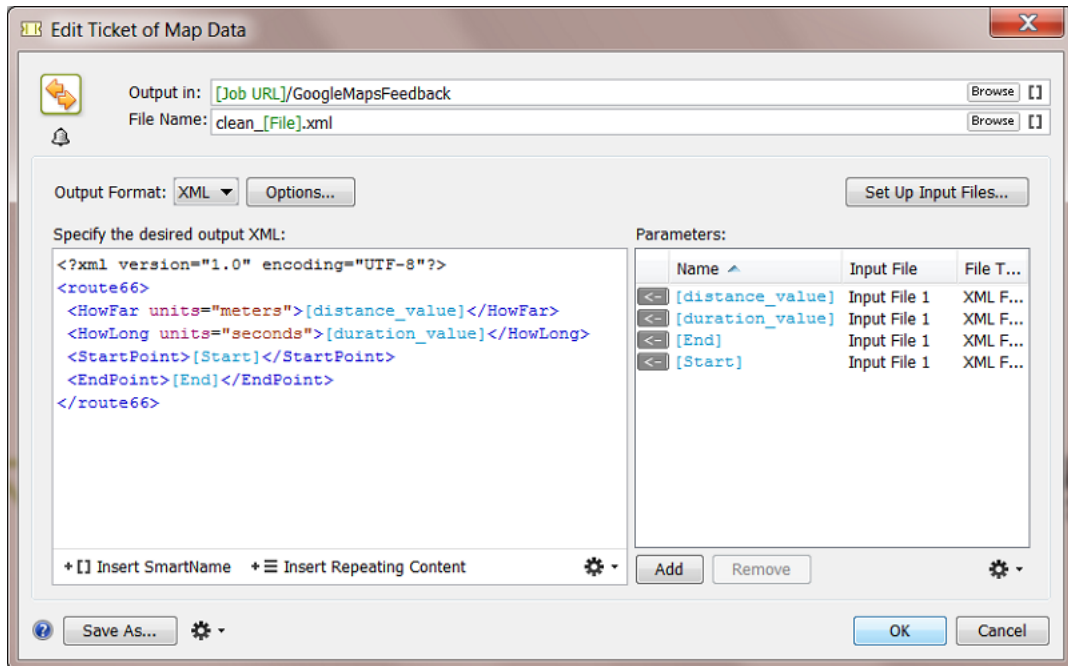 Edit Ticket of Map Data
X
Output in: [Job URL]/GoogleMapsFeedback Browse []
File Name: clean_[File].xml Browse []
Output Format: XML Options... Set Up Input Files...
Specify the desired output XML:
<?xml version="1.0" encoding="UTF-8"?>
<route66>
<HowFar units="meters">[distance_value]</HowFar>
<HowLong units="seconds">[duration_value]</HowLong>
<StartPoint>[Start]</StartPoint>
<EndPoint>[End]</EndPoint>
</route66>
+[] Insert SmartName +☰ Insert Repeating Content
Parameters:
Name Input File File T...
<- [distance_value] Input File 1 XML F...
<- [duration_value] Input File 1 XML F...
<- [End] Input File 1 XML F...
<- [Start] Input File 1 XML F...
Add Remove
? Save As... OK Cancel